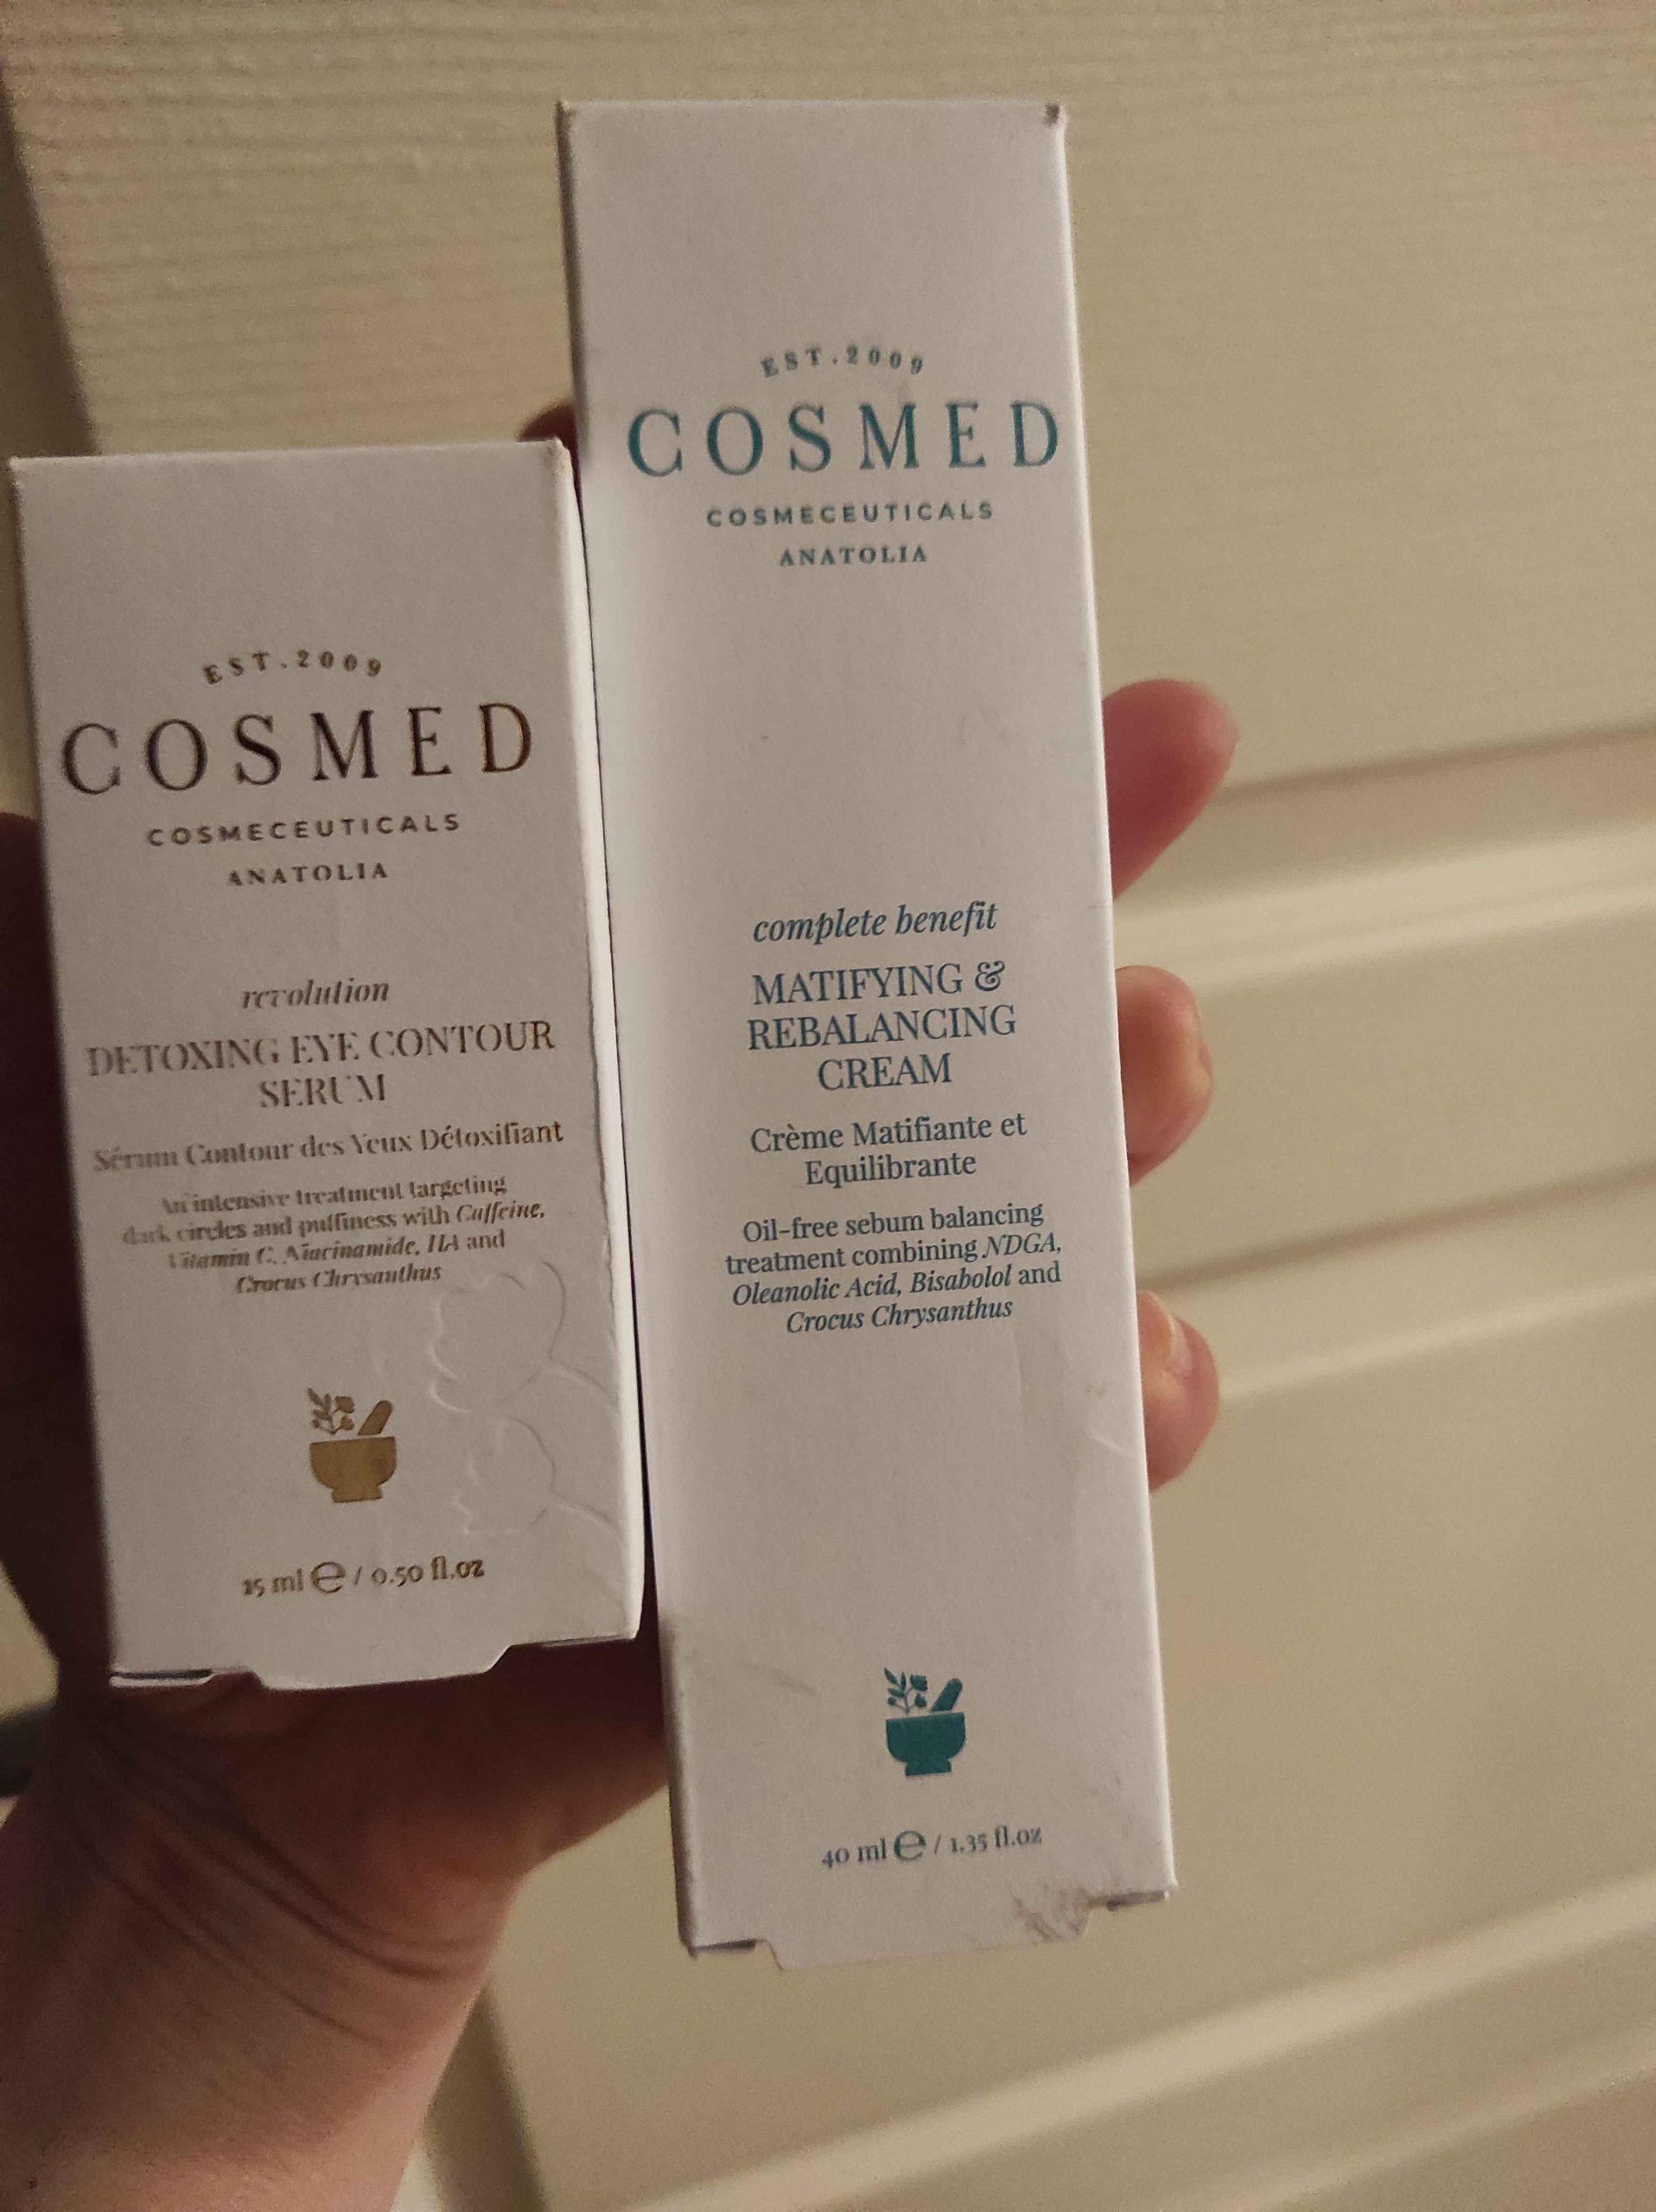 EST.2009
COSMED
COSMECEUTICALS
ANATOLIA
revolution
DETOXING EYE CONTOUR
SERUM
Sérum Contour des Yeux Détoxifiant
An intensive treatment targeting
dark circles and puffiness with Caffeine,
Vitamin C, Niacinamide, HA and
Crocus Chrysanthus
15 ml ℮ / 0.50 fl.oz
EST.2009
COSMED
COSMECEUTICALS
ANATOLIA
complete benefit
MATIFYING &
REBALANCING
CREAM
Crème Matifiante et
Equilibrante
Oil-free sebum balancing
treatment combining NDGA,
Oleanolic Acid, Bisabolol and
Crocus Chrysanthus
40 ml ℮ / 1.35 fl.oz